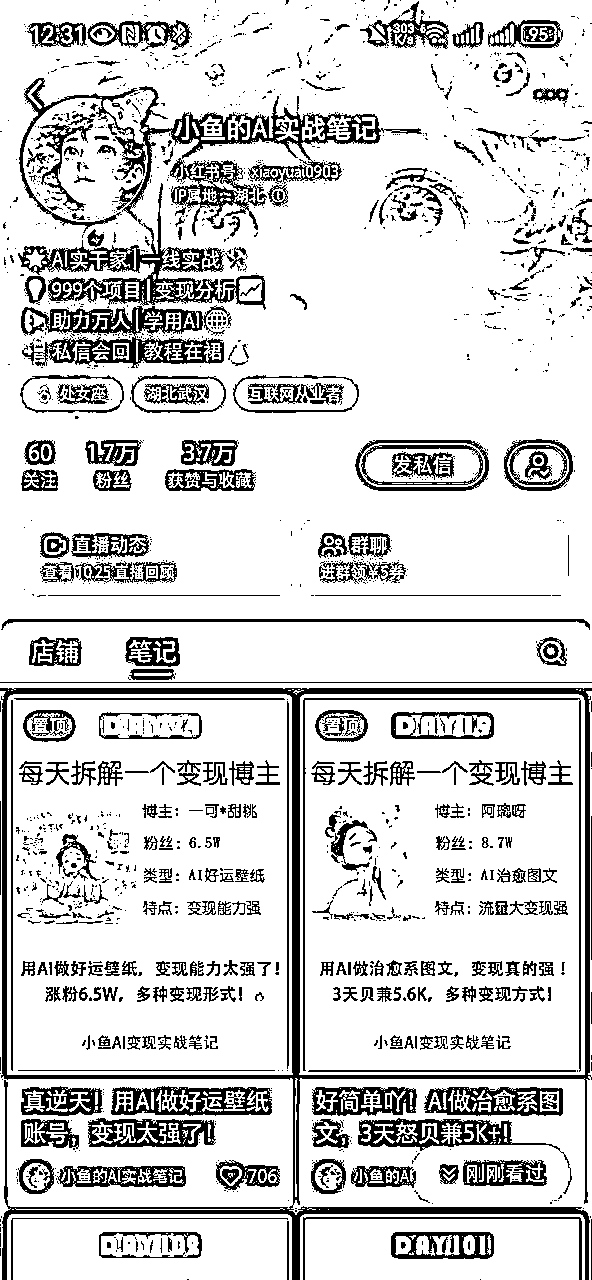 12:31
95
小鱼的AI实战笔记
小红书号：xiaoyuai0903
IP属地：湖北
AI实干家|一线实战
999个项目|变现分析
助力万人|学用AI
私信会回|教程在裙
处女座
湖北武汉
互联网从业者
60 1.7万 3.7万
关注 粉丝 获赞与收藏
发私信
直播动态
查看10.25直播回顾
群聊
进群领¥5券
店铺
笔记
置顶
每天拆解一个变现博主
博主：一可*甜桃
粉丝：6.5W
类型：AI好运壁纸
特点：变现能力强
用AI做好运壁纸，变现能力太强了！
涨粉6.5W，多种变现形式！
小鱼AI变现实战笔记
真逆天！用AI做好运壁纸
账号，变现太强了！
小鱼的AI实战笔记
706
置顶
DAY119
每天拆解一个变现博主
博主：阿璐呀
粉丝：8.7W
类型：AI治愈图文
特点：流量大变现强
用AI做治愈系图文，变现真的强！
3天贝兼5.6K，多种变现方式！
小鱼AI变现实战笔记
好简单吖！AI做治愈系图
文，3天怒贝兼5K+！
小鱼的AI
刚刚看过
DAY101